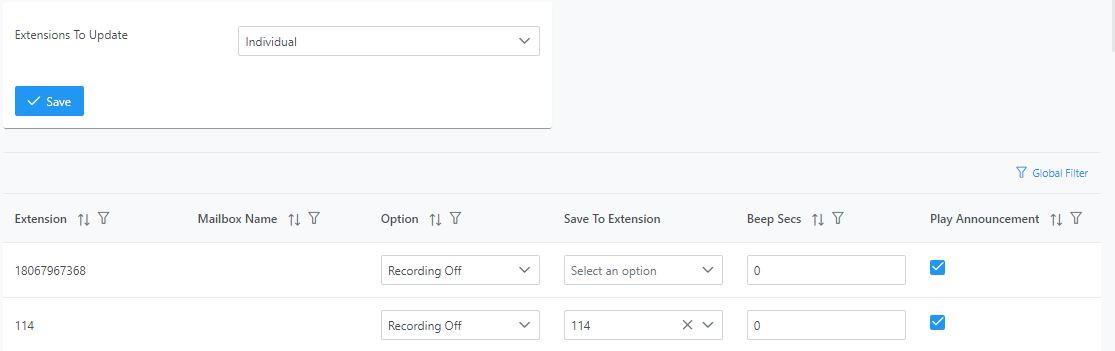 Extensions To Update
Individual
Save
Global Filter
Extension Mailbox Name Option Save To Extension Beep Secs Play Announcement
18067967368 Recording Off Select an option 0
114 Recording Off 114 0